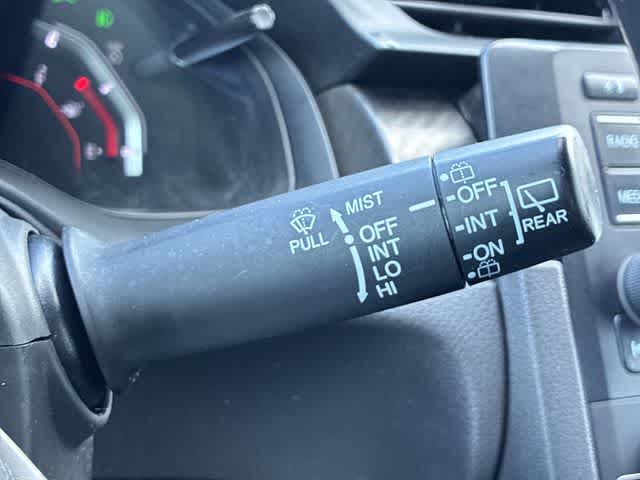 MIST
PULL
OFF
INT
LO
HI
OFF
INT
ON
REAR
RADIO